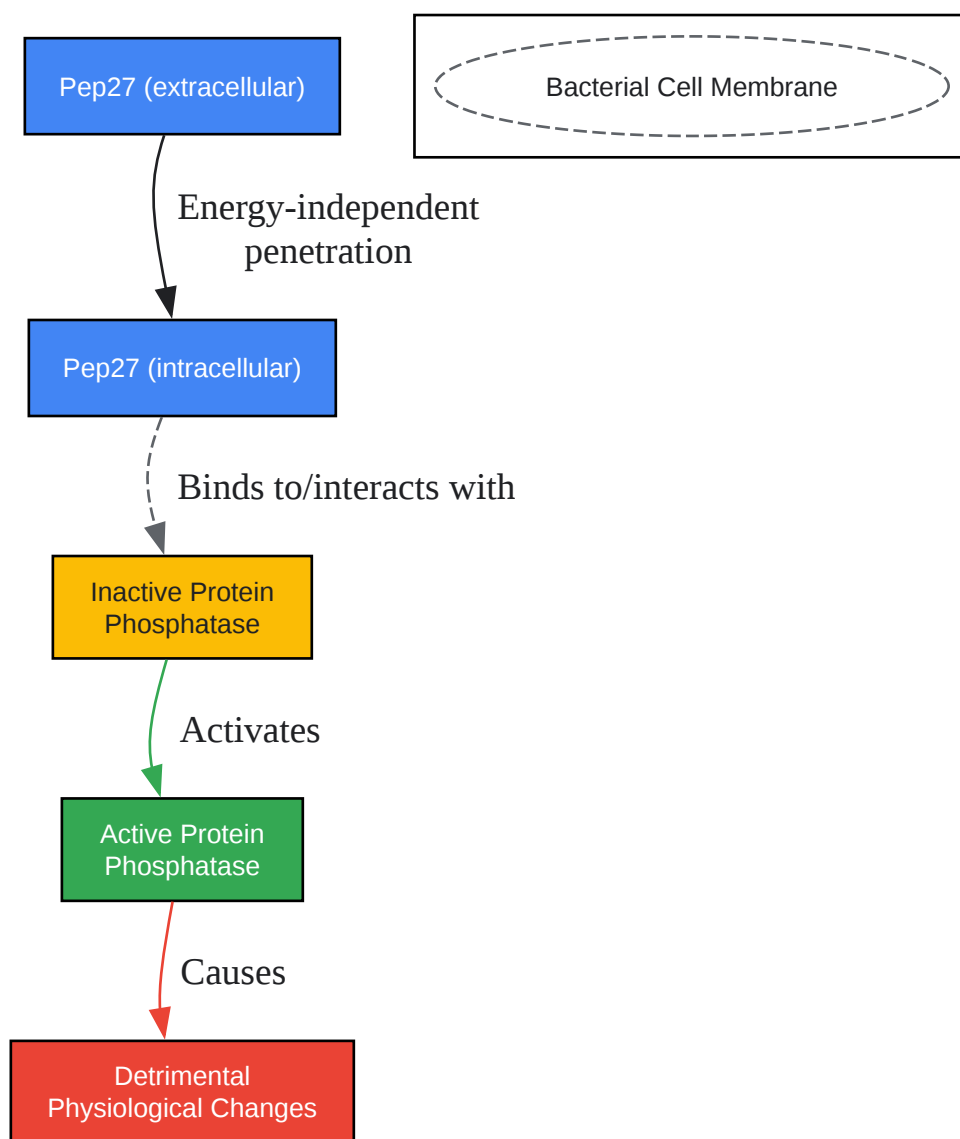 Pep27 (extracellular)
Bacterial Cell Membrane
Energy-independent
penetration
Pep27 (intracellular)
Binds to/interacts with
Inactive Protein
Phosphatase
Activates
Active Protein
Phosphatase
Causes
Detrimental
Physiological Changes